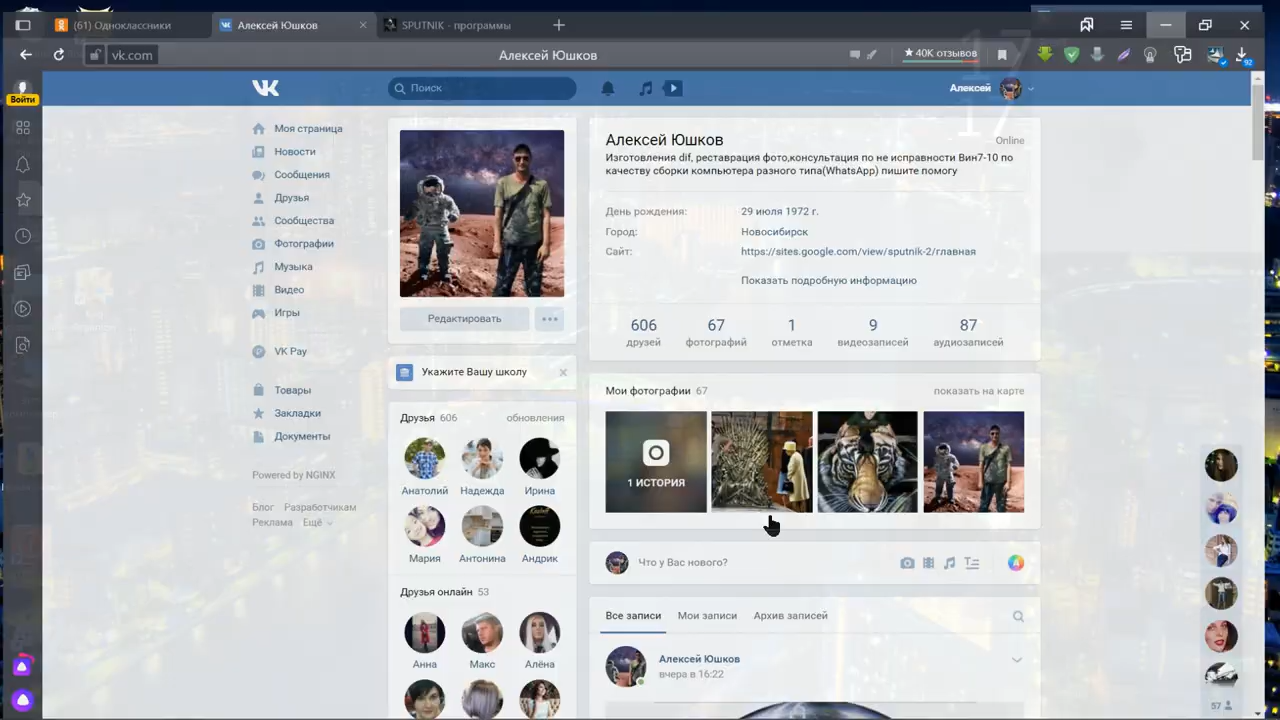 (61) Одноклассники
Алексей Юшков
SPUTNIK - программы
vk.com
Алексей Юшков
★ 40K отзывов
92
Войти
Поиск
Алексей
Моя страница
Новости
Сообщения
Друзья
Сообщества
Фотографии
Музыка
Видео
Игры
VK Pay
Товары
Закладки
Документы
Powered by NGINX
Блог Разработчикам
Реклама Ещё
Редактировать
Укажите Вашу школу
Друзья 606 обновления
Анатолий Надежда Ирина
Мария Антонина Андрик
Друзья онлайн 53
Анна Макс Алёна
Алексей Юшков
Online
Изготовления dif, реставрация фото,консультация по не исправности Вин7-10 по
качеству сборки компьютера разного типа(WhatsApp) пишите помогу
День рождения: 29 июля 1972 г.
Город: Новосибирск
Сайт: https://sites.google.com/view/sputnik-2/главная
Показать подробную информацию
606 67 1 9 87
друзей фотографий отметка видеозаписей аудиозаписей
Мои фотографии 67 показать на карте
1 ИСТОРИЯ
Что у Вас нового?
Все записи Мои записи Архив записей
Алексей Юшков
вчера в 16:22
57
17
17